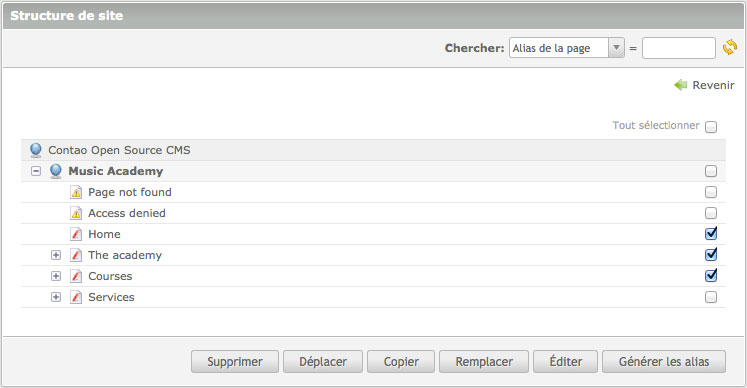 Structure de site
Chercher: Alias de la page =
Revenir
Tout sélectionner
Contao Open Source CMS
Music Academy
Page not found
Access denied
Home
The academy
Courses
Services
Supprimer Déplacer Copier Remplacer Éditer Générer les alias